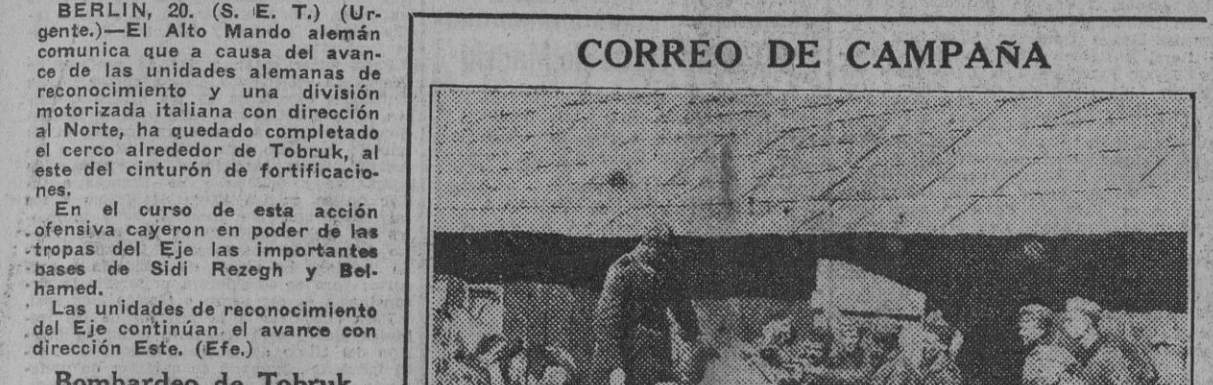 BERLIN, 20. (S. E. T.) (Ur-
gente.)—El Alto Mando alemán
comunica que a causa del avan-
ce de las unidades alemanas de
reconocimiento y una división
motorizada italiana con dirección
al Norte, ha quedado completado
el cerco alrededor de Tobruk, al
este del cinturón de fortificacio-
nes.
En el curso de esta acción
ofensiva cayeron en poder de las
tropas del Eje las importantes
bases de Sidi Rezegh y Bel-
hamed.
Las unidades de reconocimiento
del Eje continúan el avance con
dirección Este. (Efe.)
Bombardeo de Tobruk
CORREO DE CAMPAÑA